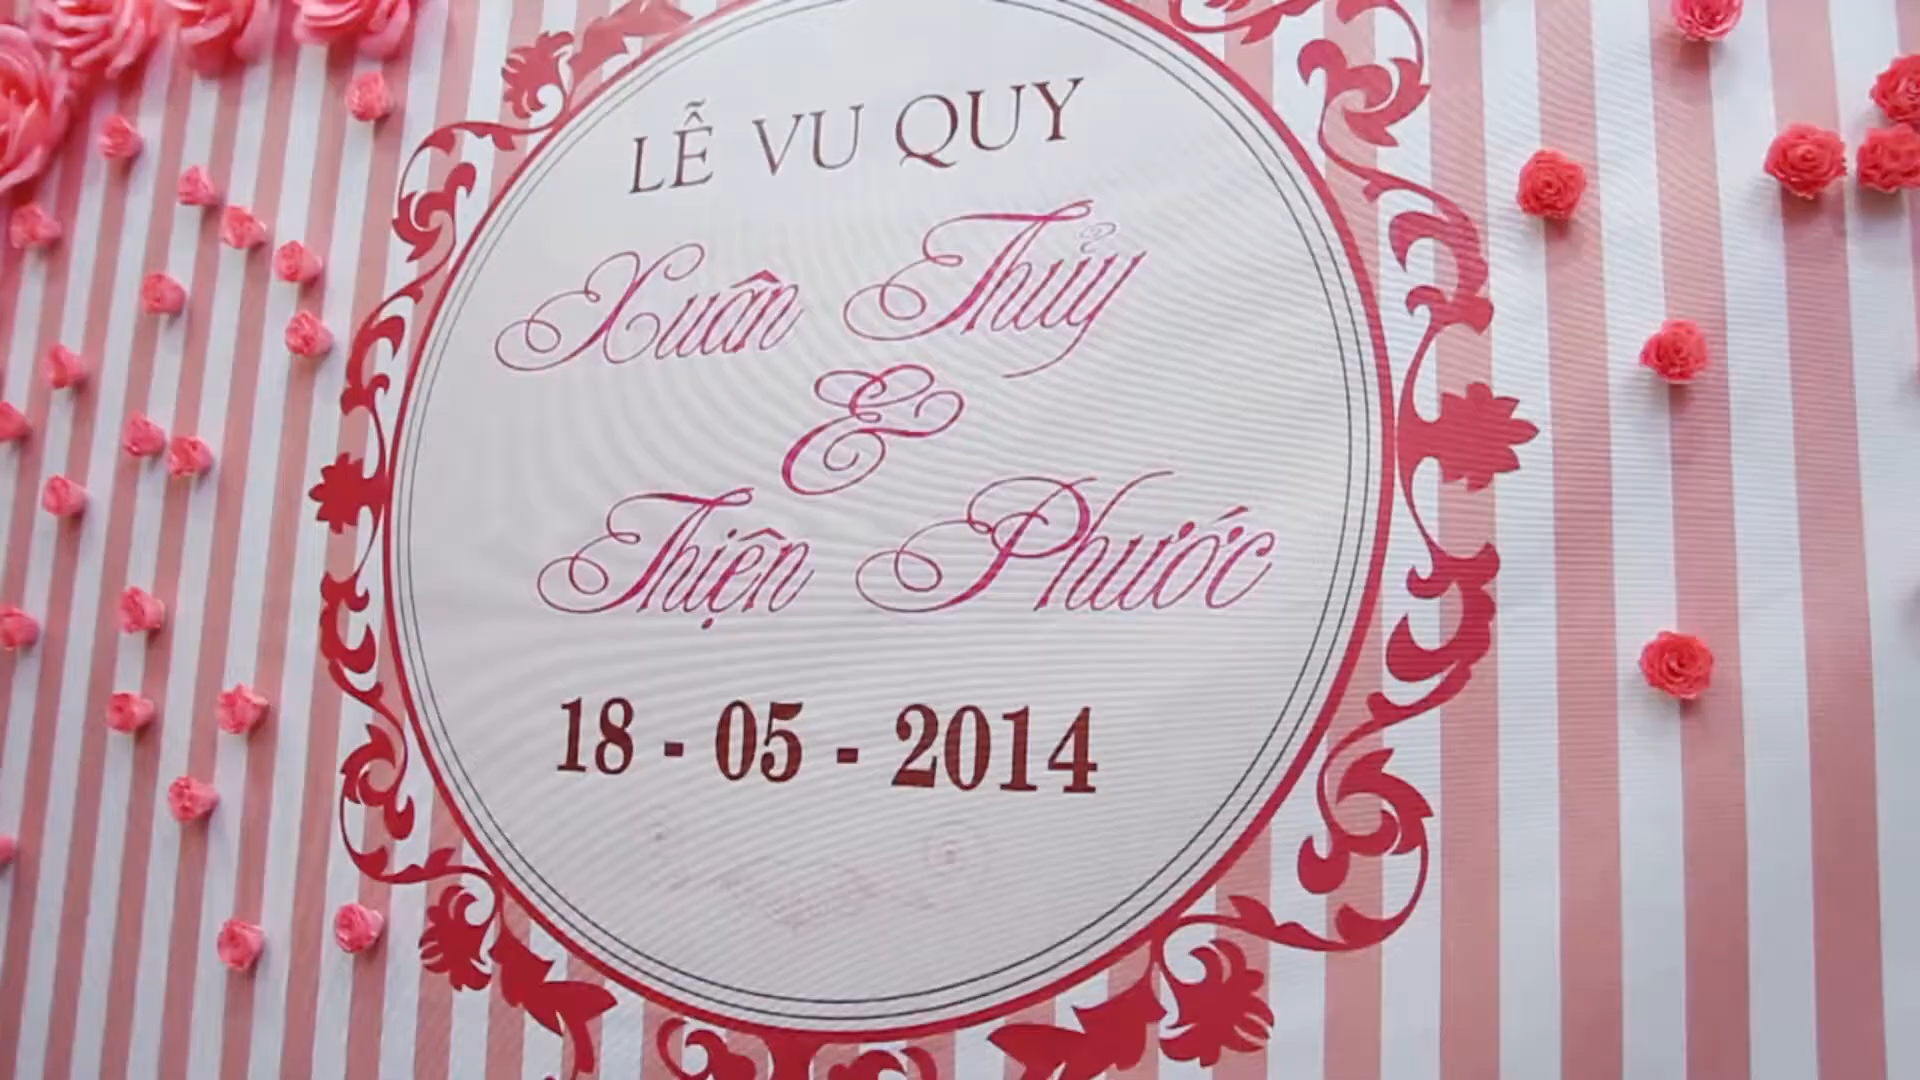 LỄ VU QUY
Xuân Thủy
&
Thiện Phước
18 - 05 - 2014